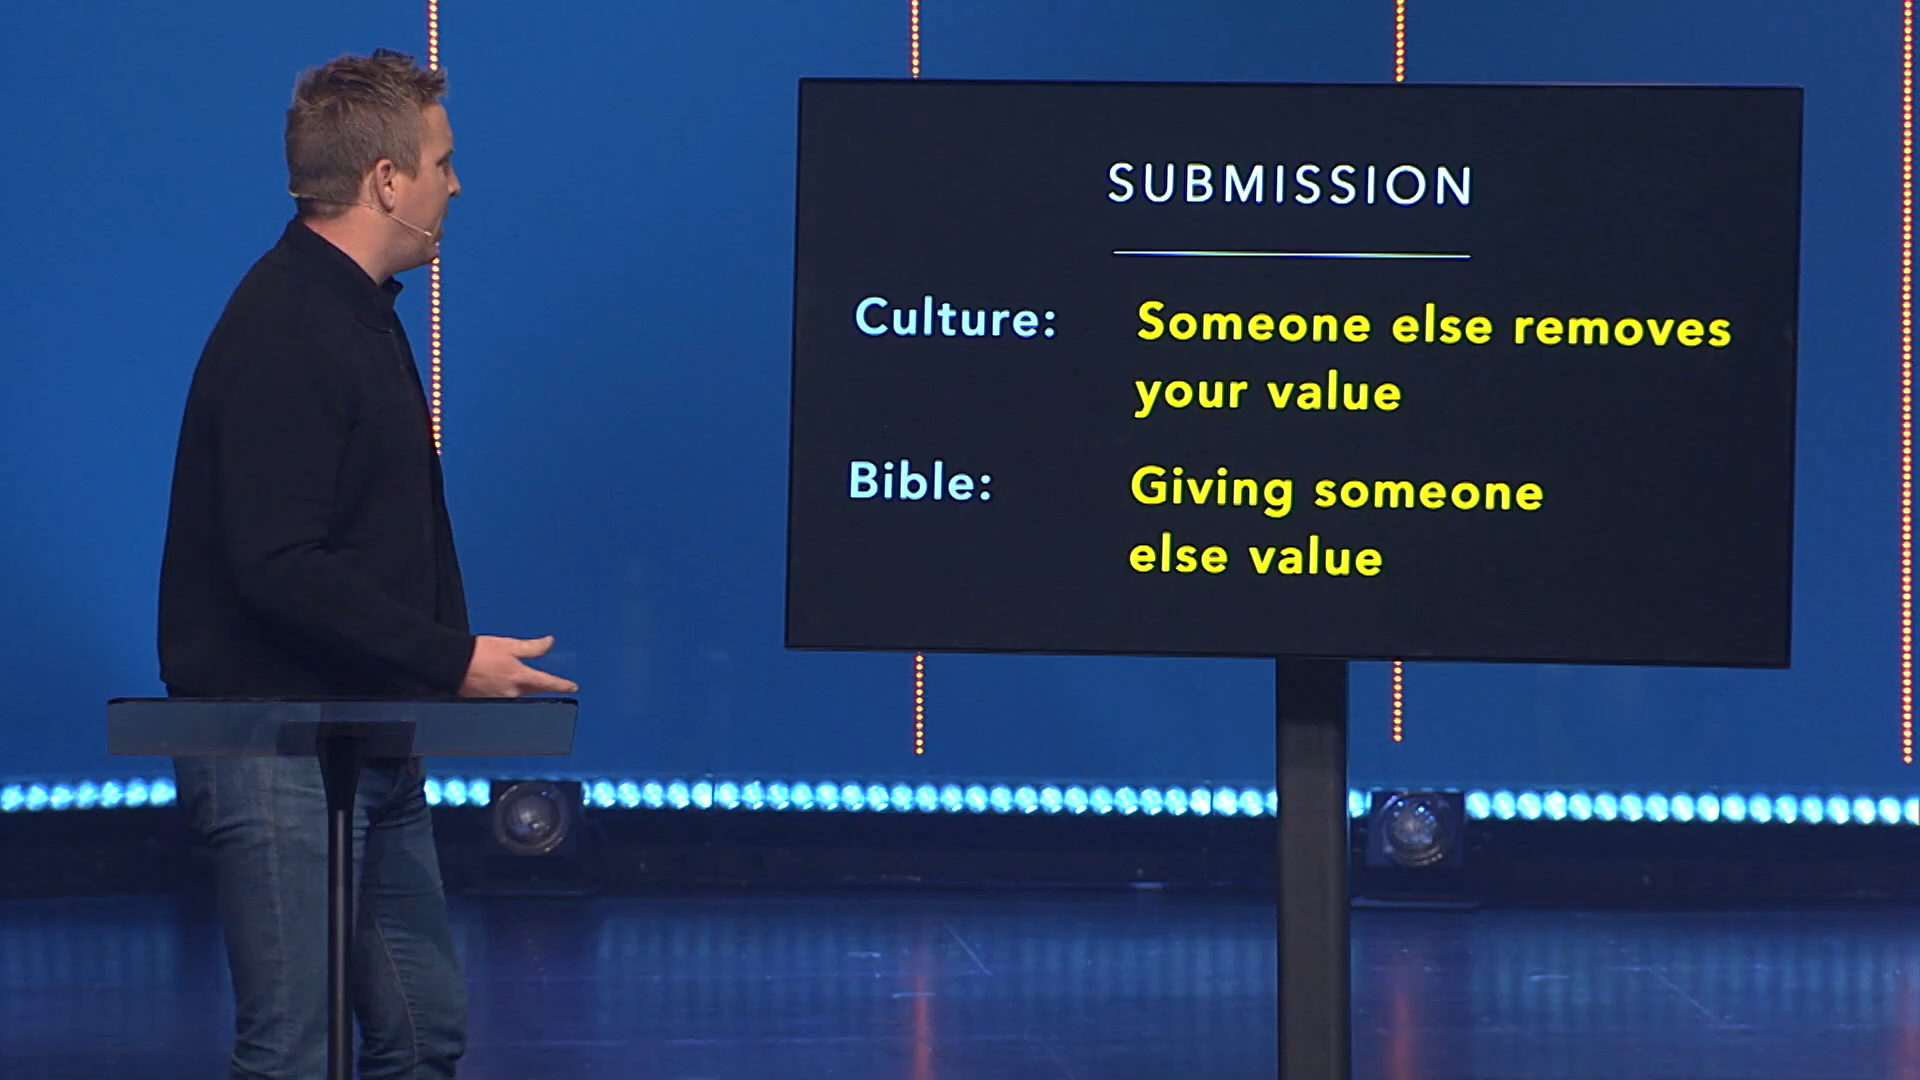 SUBMISSION
Culture: Someone else removes
your value
Bible: Giving someone
else value